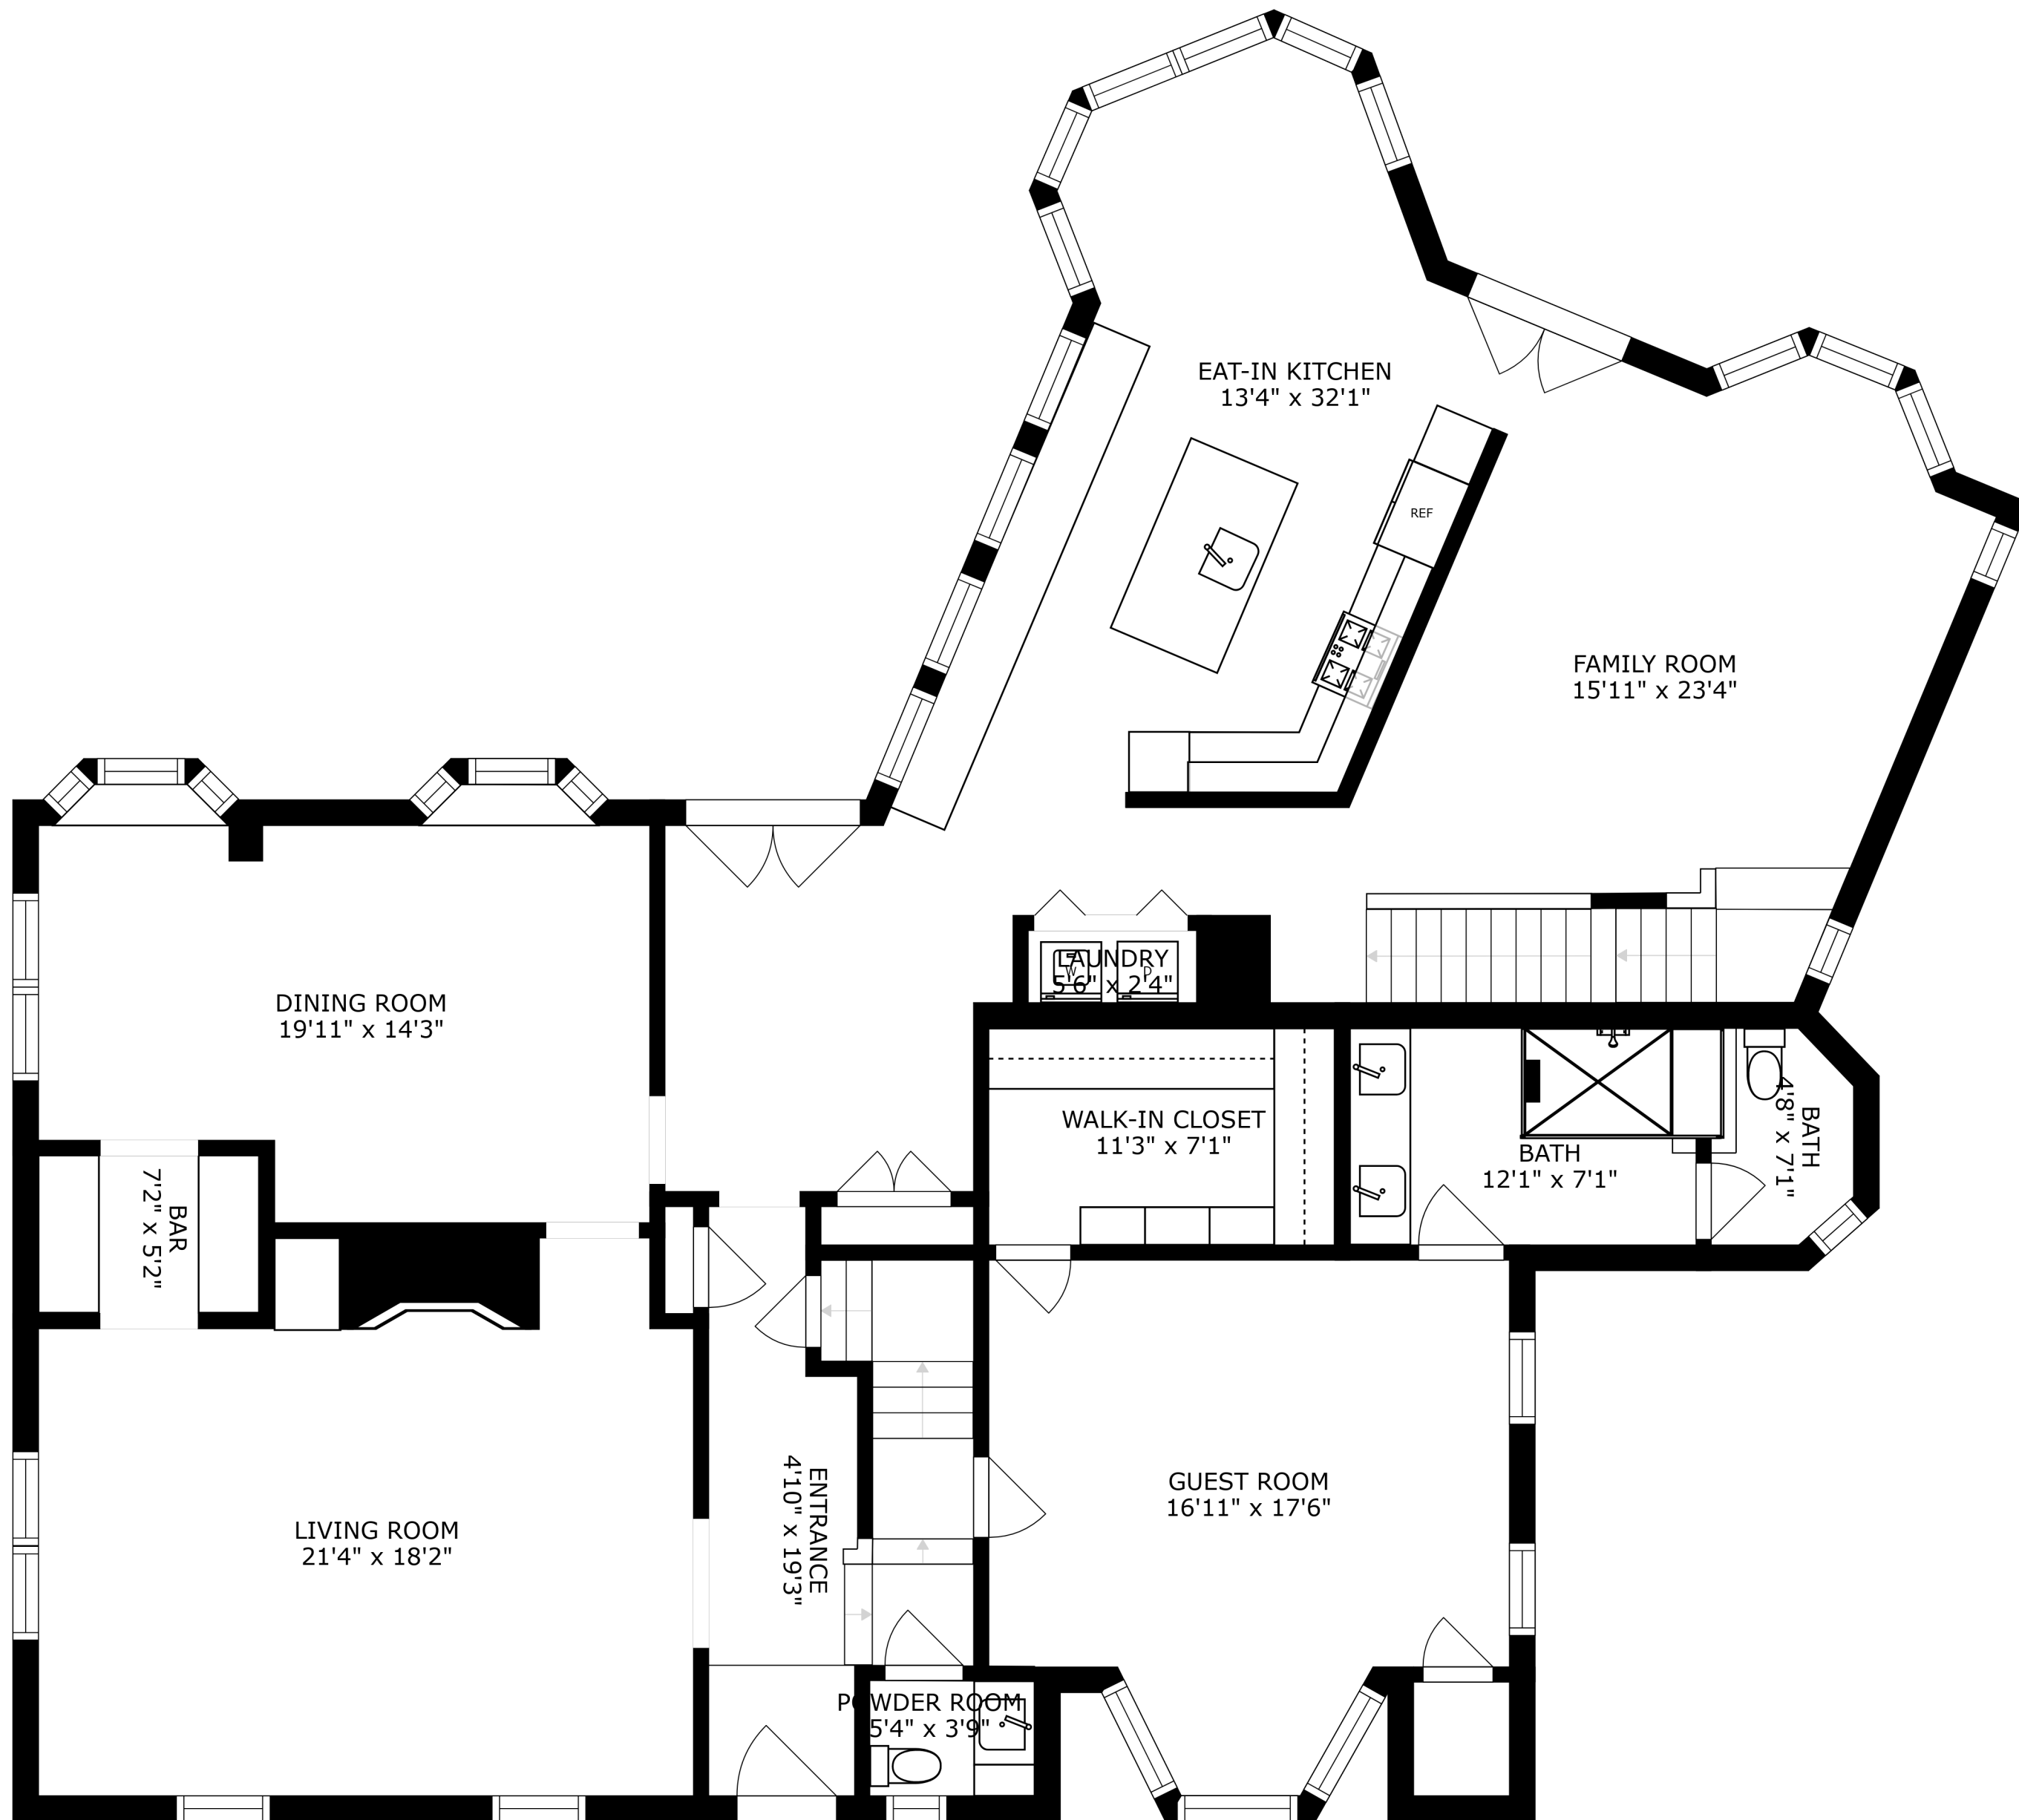 EAT-IN KITCHEN
13'4" x 32'1"
REF
FAMILY ROOM
15'11" x 23'4"
LAUNDRY
5'6" x 2'4"
W
D
DINING ROOM
19'11" x 14'3"
WALK-IN CLOSET
11'3" x 7'1"
BATH
12'1" x 7'1"
BATH
4'8" x 7'1"
BAR
7'2" x 5'2"
LIVING ROOM
21'4" x 18'2"
ENTRANCE
4'10" x 19'3"
GUEST ROOM
16'11" x 17'6"
POWDER ROOM
5'4" x 3'9"